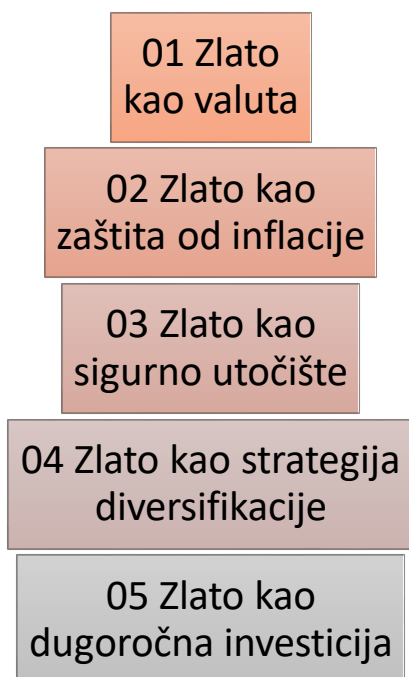 01 Zlato
kao valuta
02 Zlato kao
zaštita od inflacije
03 Zlato kao
sigurno utočište
04 Zlato kao strategija
diversifikacije
05 Zlato kao
dugoročna investicija